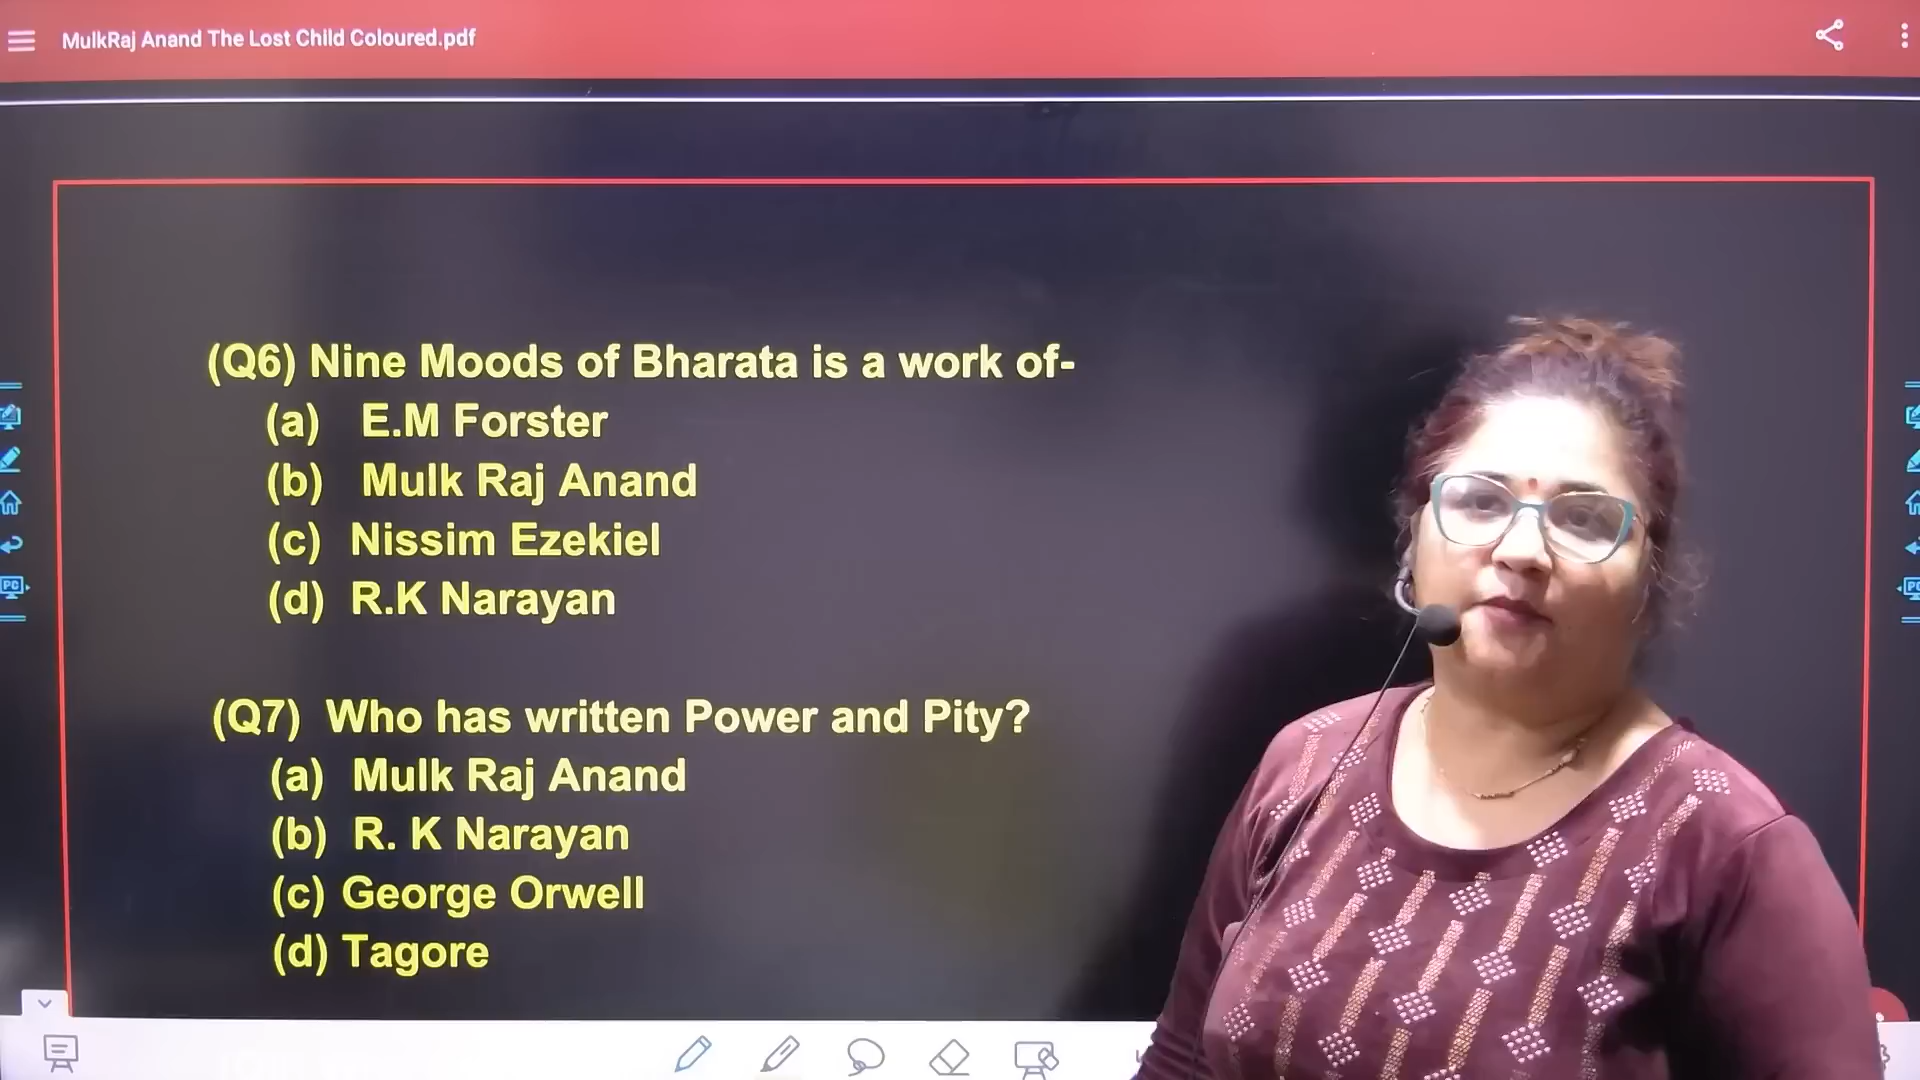 MulkRaj Anand The Lost Child Coloured.pdf
(Q6) Nine Moods of Bharata is a work of-
(a) E.M Forster
(b) Mulk Raj Anand
(c) Nissim Ezekiel
(d) R.K Narayan
(Q7) Who has written Power and Pity?
(a) Mulk Raj Anand
(b) R. K Narayan
(c) George Orwell
(d) Tagore
PC